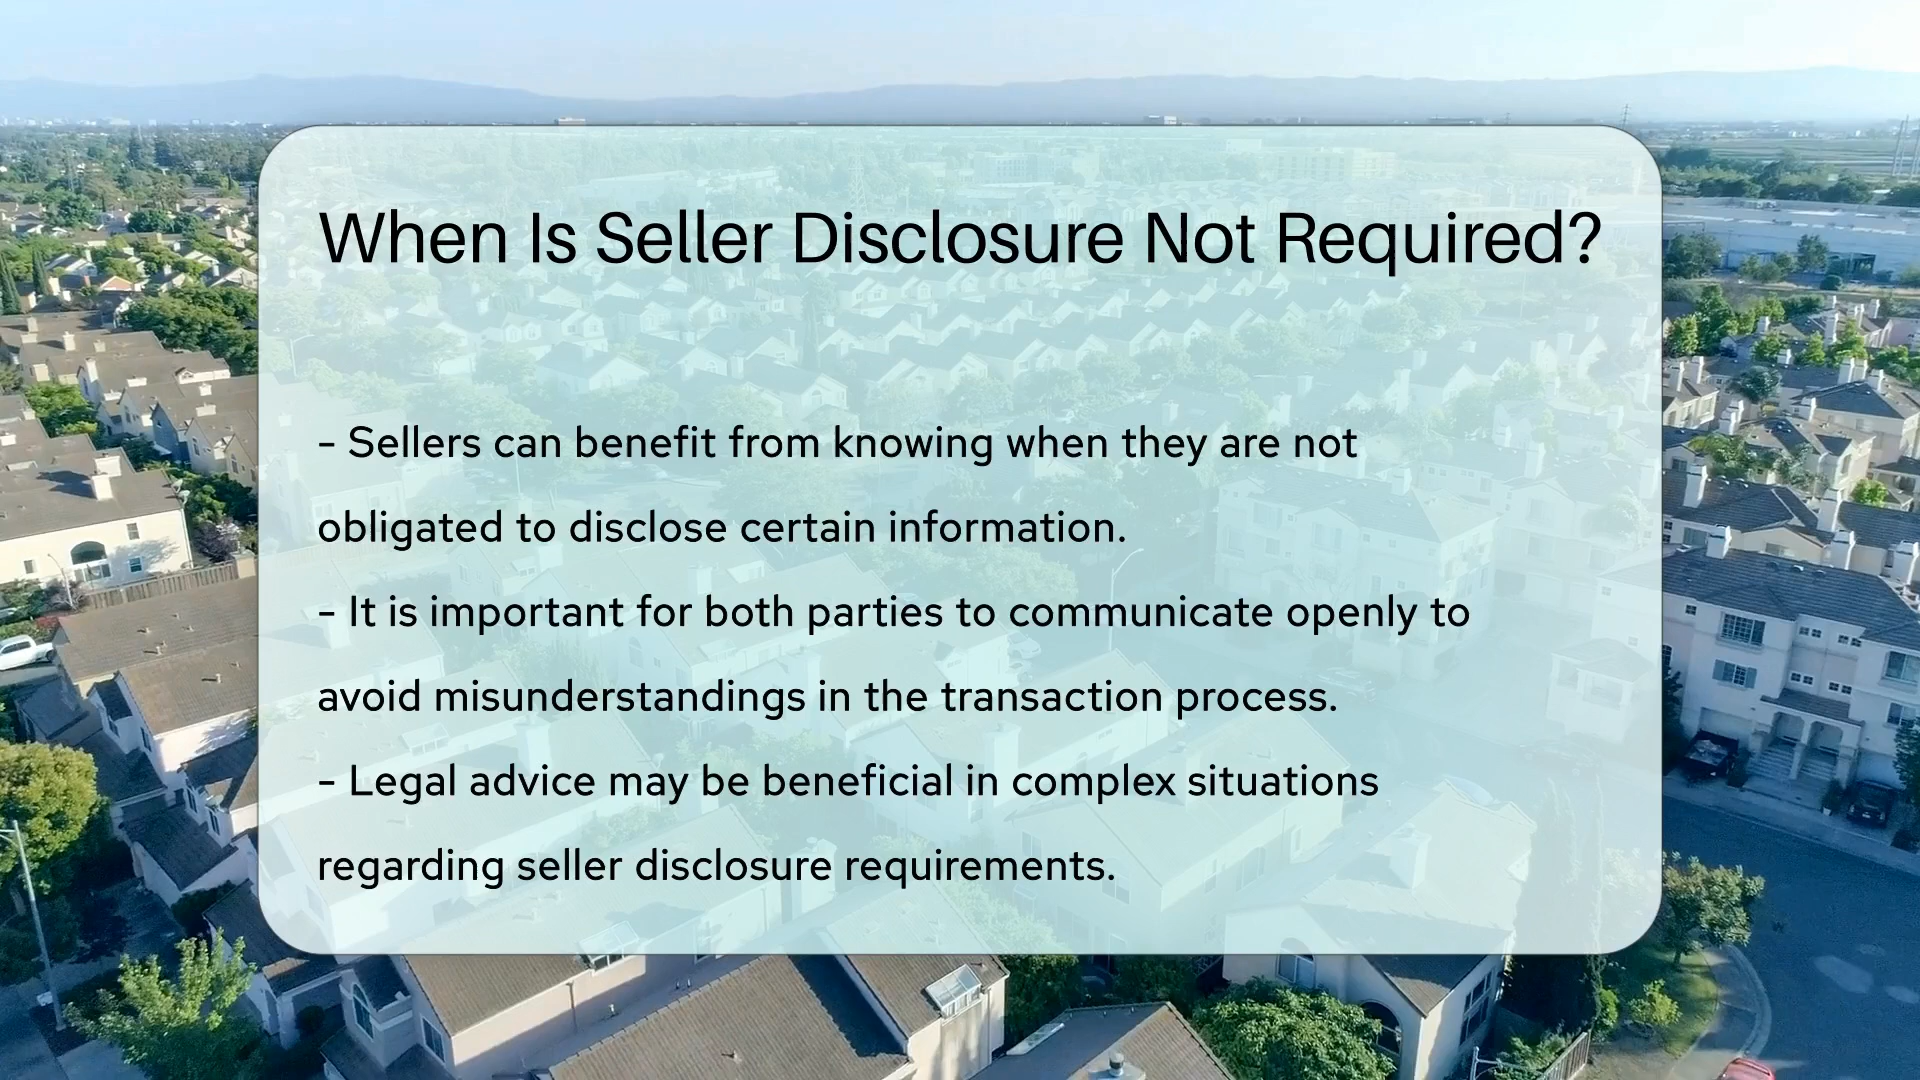 When Is Seller Disclosure Not Required?
- Sellers can benefit from knowing when they are not
obligated to disclose certain information.
- It is important for both parties to communicate openly to
avoid misunderstandings in the transaction process.
- Legal advice may be beneficial in complex situations
regarding seller disclosure requirements.